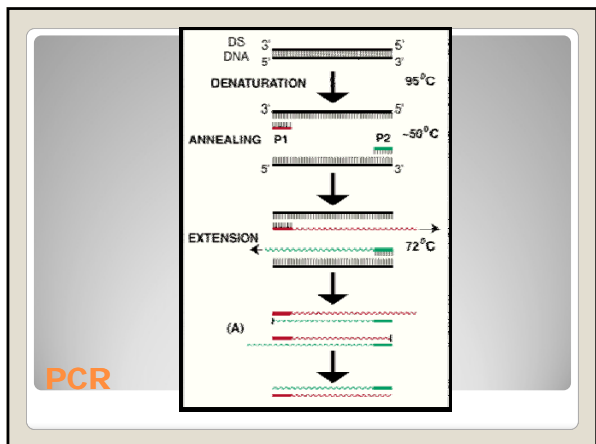 DS 3' 5'
DNA 5' 3'
DENATURATION 95°C
3' 5'
ANNEALING P1 P2 ~50°C
5' 3'
EXTENSION 72°C
(A)
PCR